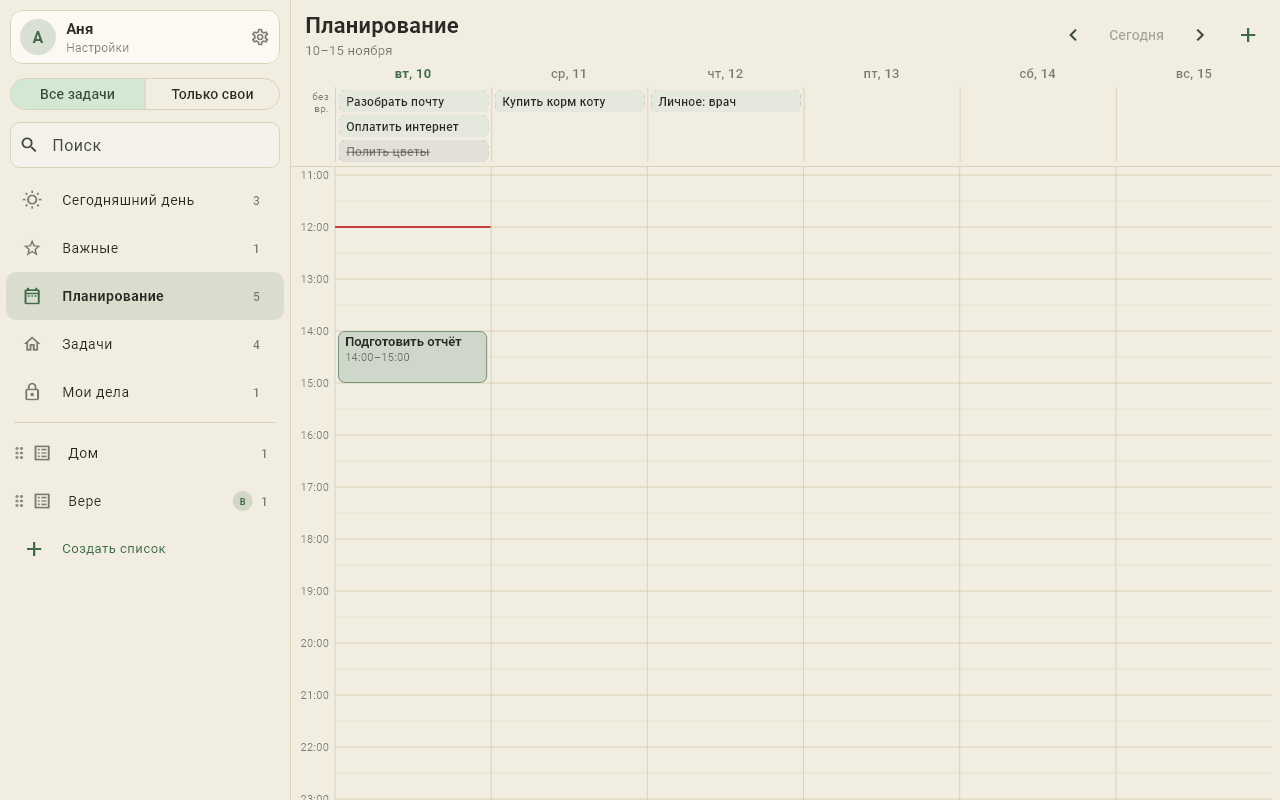 А
Аня
Настройки
Все задачи
Только свои
Поиск
Сегодняшний день 3
Важные 1
Планирование 5
Задачи 4
Мои дела 1
Дом 1
Вере В 1
Создать список
Планирование
10–15 ноября
Сегодня
вт, 10
ср, 11
чт, 12
пт, 13
сб, 14
вс, 15
без
вр.
Разобрать почту
Купить корм коту
Личное: врач
Оплатить интернет
Полить цветы
11:00
12:00
13:00
14:00
Подготовить отчёт
14:00–15:00
15:00
16:00
17:00
18:00
19:00
20:00
21:00
22:00
23:00